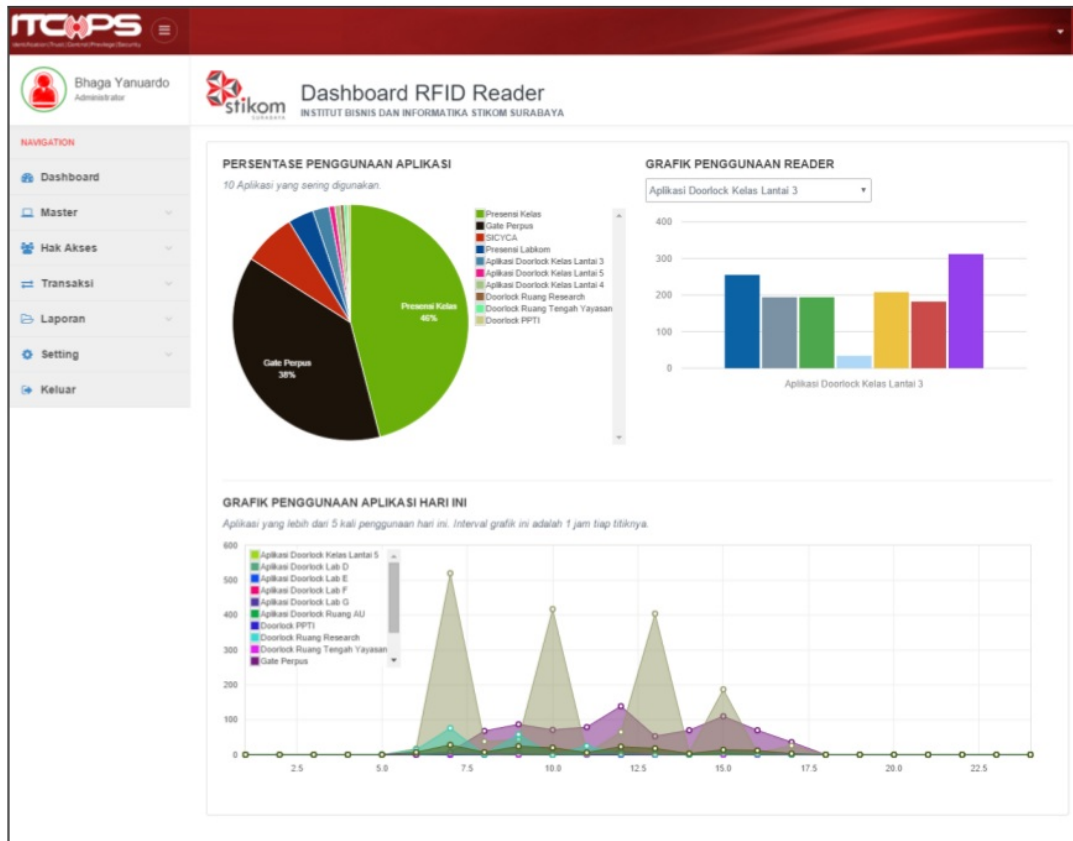 ITCHPS
Identification|Trust|Control|Previlege|Security
Bhaga Yanuardo
Administrator
NAVIGATION
Dashboard
Master
Hak Akses
Transaksi
Laporan
Setting
Keluar
stikom
SURABAYA
Dashboard RFID Reader
INSTITUT BISNIS DAN INFORMATIKA STIKOM SURABAYA
PERSENTASE PENGGUNAAN APLIKASI
10 Aplikasi yang sering digunakan.
Presensi Kelas
46%
Gate Perpus
38%
Presensi Kelas
Gate Perpus
SICYCA
Presensi Labkom
Aplikasi Doorlock Kelas Lantai 3
Aplikasi Doorlock Kelas Lantai 5
Aplikasi Doorlock Kelas Lantai 4
Doorlock Ruang Research
Doorlock Ruang Tengah Yayasan
Doorlock PPTI
GRAFIK PENGGUNAAN READER
Aplikasi Doorlock Kelas Lantai 3
400
300
200
100
0
Aplikasi Doorlock Kelas Lantai 3
GRAFIK PENGGUNAAN APLIKASI HARI INI
Aplikasi yang lebih dari 5 kali penggunaan hari ini. Interval grafik ini adalah 1 jam tiap titiknya.
600
500
400
300
200
100
0
Aplikasi Doorlock Kelas Lantai 5
Aplikasi Doorlock Lab D
Aplikasi Doorlock Lab E
Aplikasi Doorlock Lab F
Aplikasi Doorlock Lab G
Aplikasi Doorlock Ruang AU
Doorlock PPTI
Doorlock Ruang Research
Doorlock Ruang Tengah Yayasan
Gate Perpus
2.5 5.0 7.5 10.0 12.5 15.0 17.5 20.0 22.5